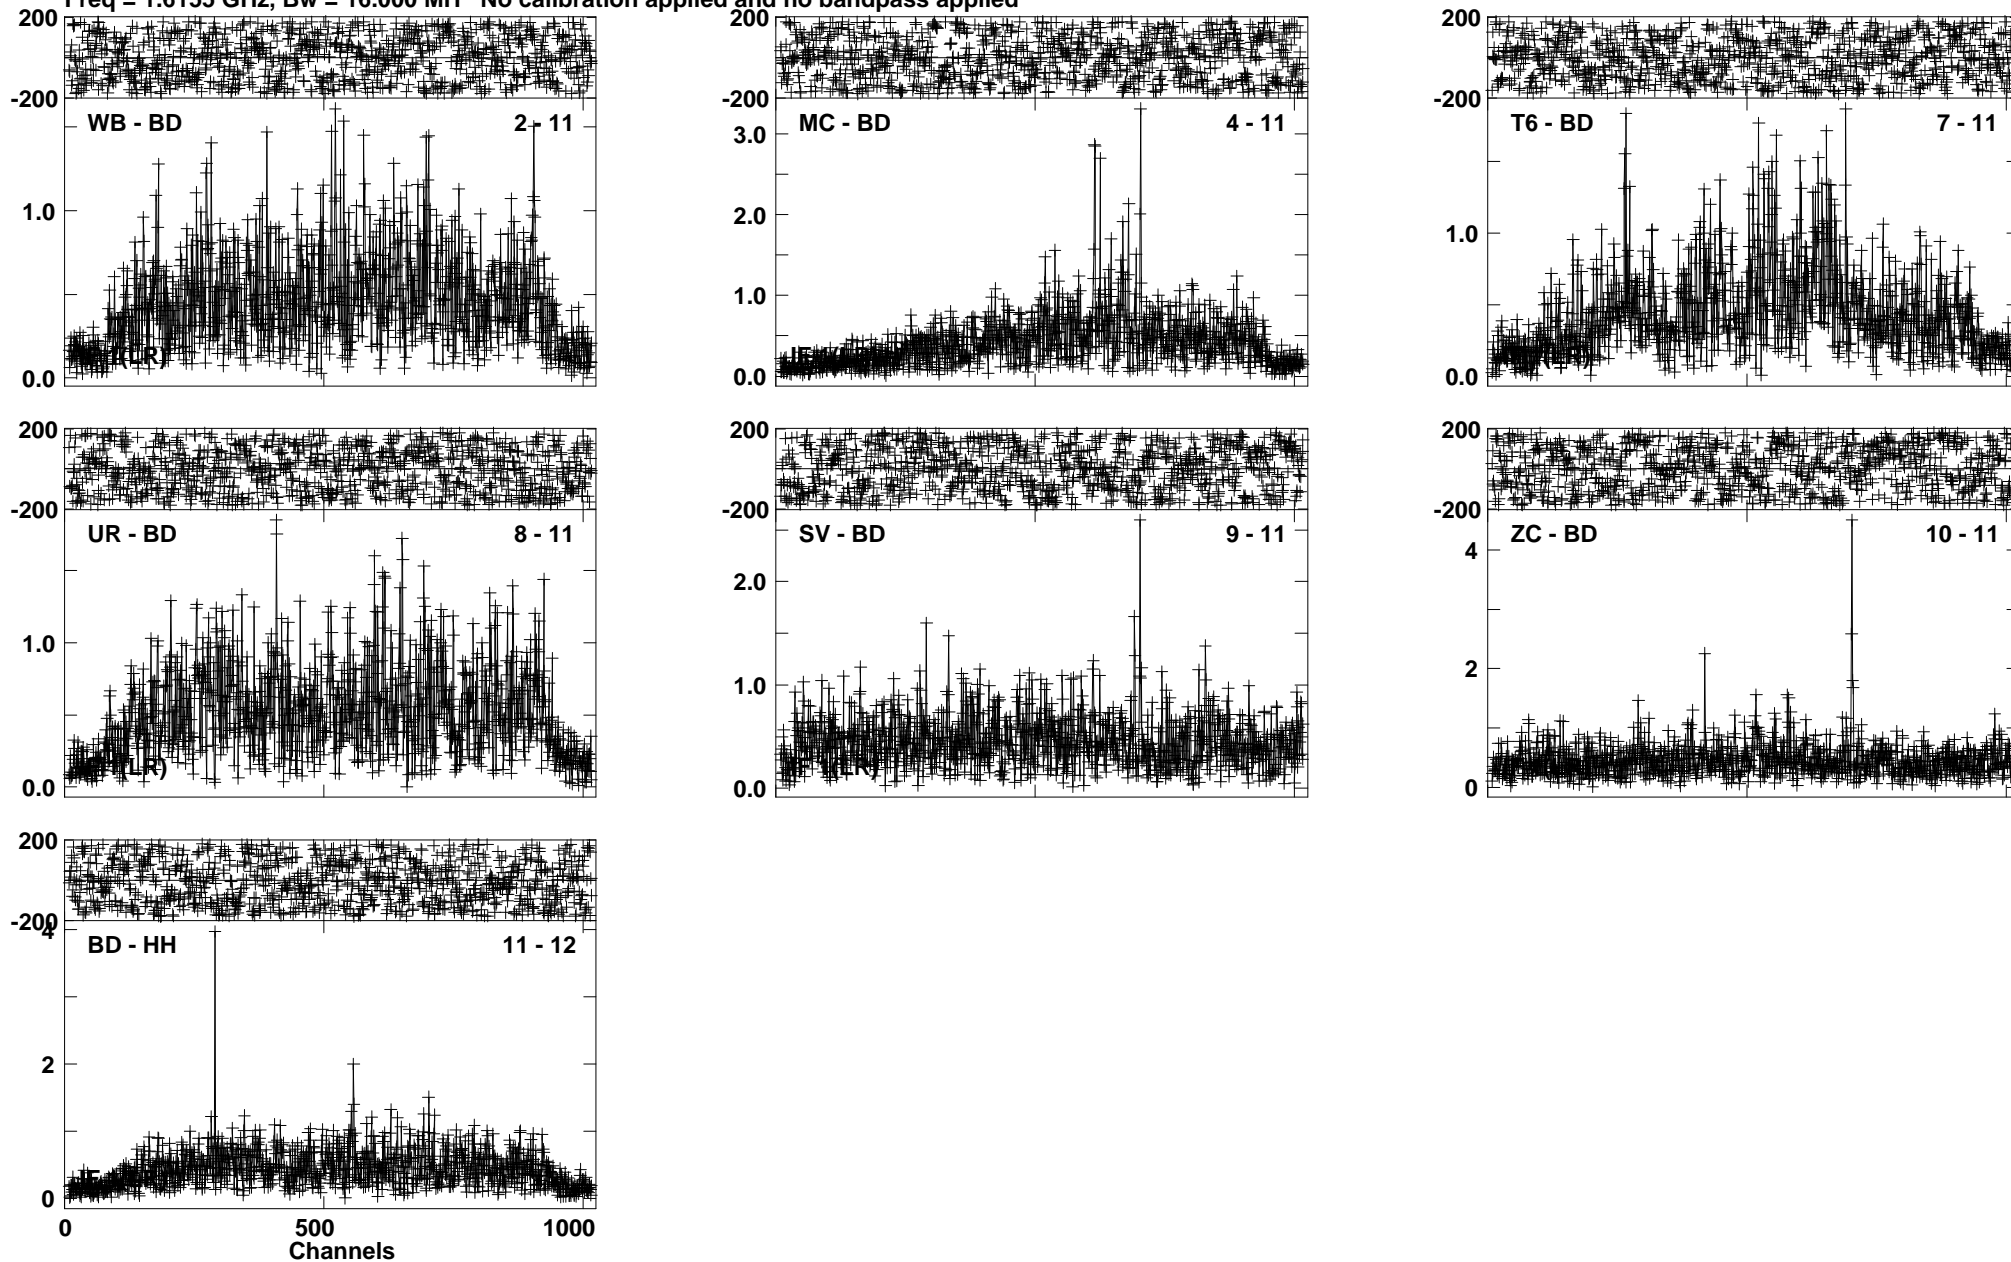 Freq = 1.6155 GHz, Bw = 16.000 MH No calibration applied and no bandpass applied
200 200 200
-200 -200 -200
WB - BD 2 - 11 MC - BD 4 - 11 T6 - BD 7 - 11
3.0
1.0 2.0 1.0
1.0
(LR)
0.0 0.0 0.0
200 200 200
-200 -200 -200
UR - BD 8 - 11 SV - BD 9 - 11 ZC - BD 10 - 11
2.0 4
1.0 1.0 2
(LR) (LR)
0.0 0.0 0
200
-200
4
BD - HH 11 - 12
2
0
0 500 1000
Channels